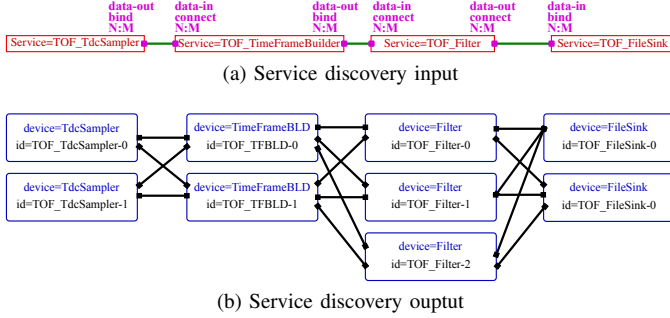 data-out data-in data-out data-in data-out data-in
bind connect bind connect connect bind
N:M N:M N:M N:M N:M N:M
Service=TOF_TdcSampler Service=TOF_TimeFrameBuilder Service=TOF_Filter Service=TOF_FileSink
(a) Service discovery input
device=TdcSampler device=TimeFrameBLD device=Filter device=FileSink
id=TOF_TdcSampler-0 id=TOF_TFBLD-0 id=TOF_Filter-0 id=TOF_FileSink-0
device=TdcSampler device=TimeFrameBLD device=Filter device=FileSink
id=TOF_TdcSampler-1 id=TOF_TFBLD-1 id=TOF_Filter-1 id=TOF_FileSink-0
device=Filter
id=TOF_Filter-2
(b) Service discovery ouptut